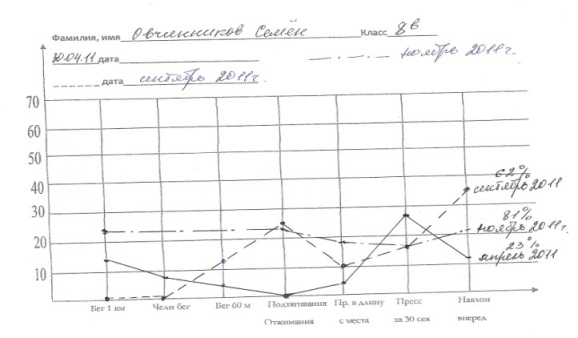 Фамилия, имя Овчинников Семён Класс 8в
20.04.11 дата ноябрь 2011г.
дата сентябрь 2011г.
70
60
50
40
30
20
10
62%
сентябрь 2011
81%
ноябрь 2011г.
23%
апрель 2011
Бег 1 км Челн бег Бег 60 м Подтягивания Пр. в длину Пресс Наклон
Отжимания с места за 30 сек вперед